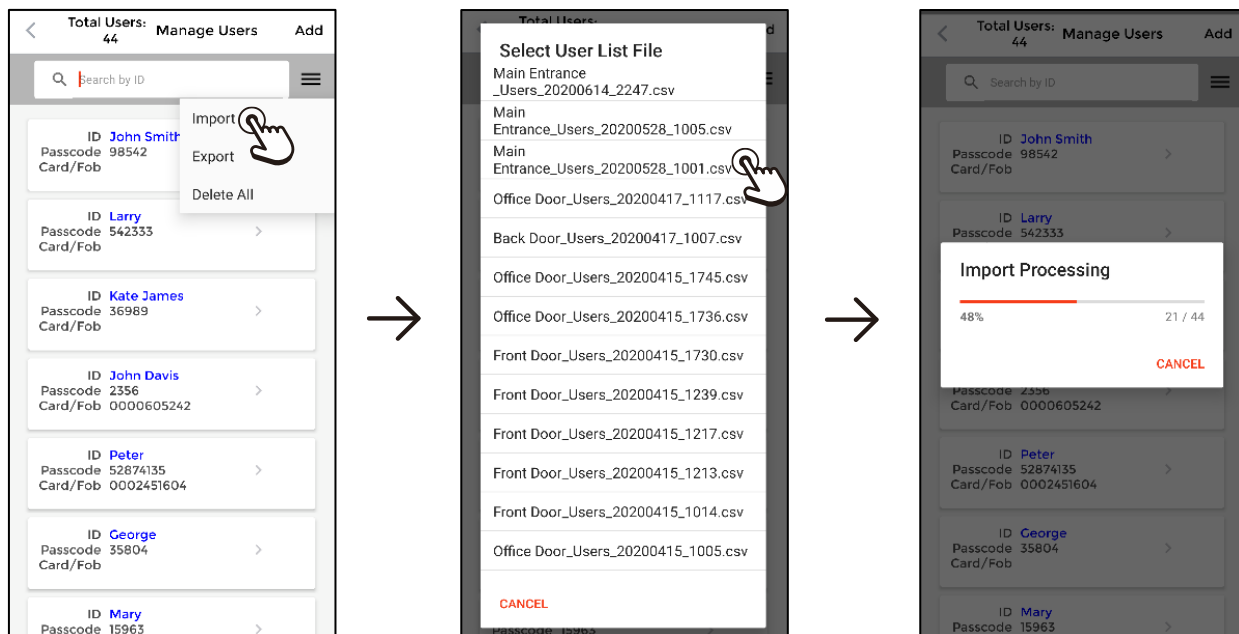 Total Users:
44
Manage Users
Add
Search by ID
Import
Export
Delete All
ID John Smith
Passcode 98542
Card/Fob
ID Larry
Passcode 542333
Card/Fob
ID Kate James
Passcode 36989
Card/Fob
ID John Davis
Passcode 2356
Card/Fob 0000605242
ID Peter
Passcode 52874135
Card/Fob 0002451604
ID George
Passcode 35804
Card/Fob
ID Mary
Passcode 15963
Total Users:
Select User List File
Main Entrance
_Users_20200614_2247.csv
Main
Entrance_Users_20200528_1005.csv
Main
Entrance_Users_20200528_1001.csv
Office Door_Users_20200417_1117.csv
Back Door_Users_20200417_1007.csv
Office Door_Users_20200415_1745.csv
Office Door_Users_20200415_1736.csv
Front Door_Users_20200415_1730.csv
Front Door_Users_20200415_1239.csv
Front Door_Users_20200415_1217.csv
Front Door_Users_20200415_1213.csv
Front Door_Users_20200415_1014.csv
Office Door_Users_20200415_1005.csv
CANCEL
Passcode 15963
Total Users:
44
Manage Users
Add
Search by ID
ID John Smith
Passcode 98542
Card/Fob
ID Larry
Passcode 542333
Import Processing
48%
21 / 44
CANCEL
Passcode 2356
Card/Fob 0000605242
ID Peter
Passcode 52874135
Card/Fob 0002451604
ID George
Passcode 35804
Card/Fob
ID Mary
Passcode 15963